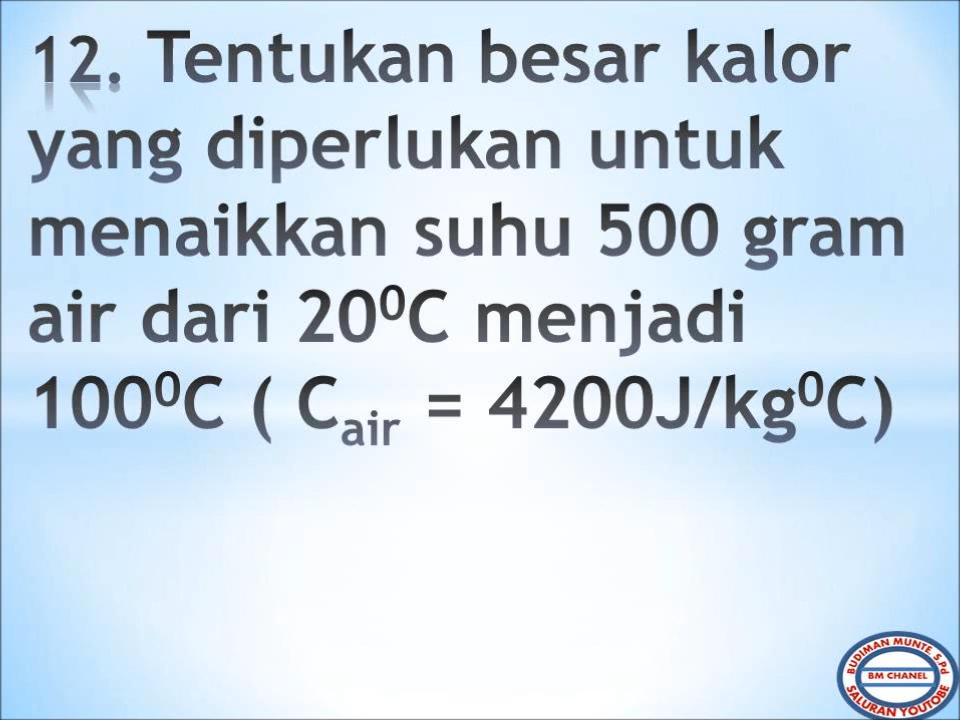 12. Tentukan besar kalor
yang diperlukan untuk
menaikkan suhu 500 gram
air dari 20⁰C menjadi
100⁰C ( Cair = 4200J/kg⁰C)
BUDIMAN MUNTE S.Pd
BM CHANEL
SALURAN YOUTOBE